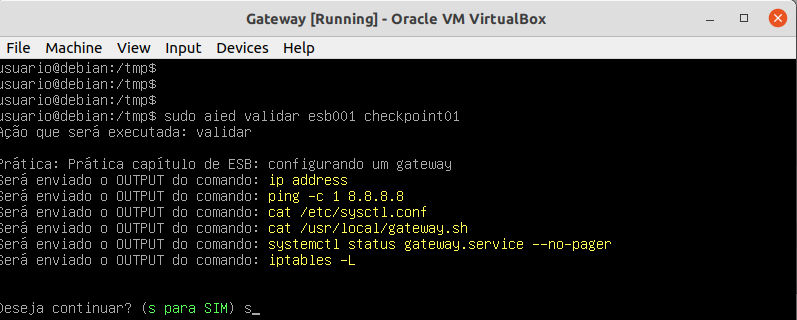 Gateway [Running] - Oracle VM VirtualBox
File Machine View Input Devices Help
usuario@debian:/tmp$
usuario@debian:/tmp$
usuario@debian:/tmp$
usuario@debian:/tmp$ sudo aied validar esb001 checkpoint01
Ação que será executada: validar
Prática: Prática capítulo de ESB: configurando um gateway
Será enviado o OUTPUT do comando: ip address
Será enviado o OUTPUT do comando: ping -c 1 8.8.8.8
Será enviado o OUTPUT do comando: cat /etc/sysctl.conf
Será enviado o OUTPUT do comando: cat /usr/local/gateway.sh
Será enviado o OUTPUT do comando: systemctl status gateway.service --no-pager
Será enviado o OUTPUT do comando: iptables -L
Deseja continuar? (s para SIM) s_